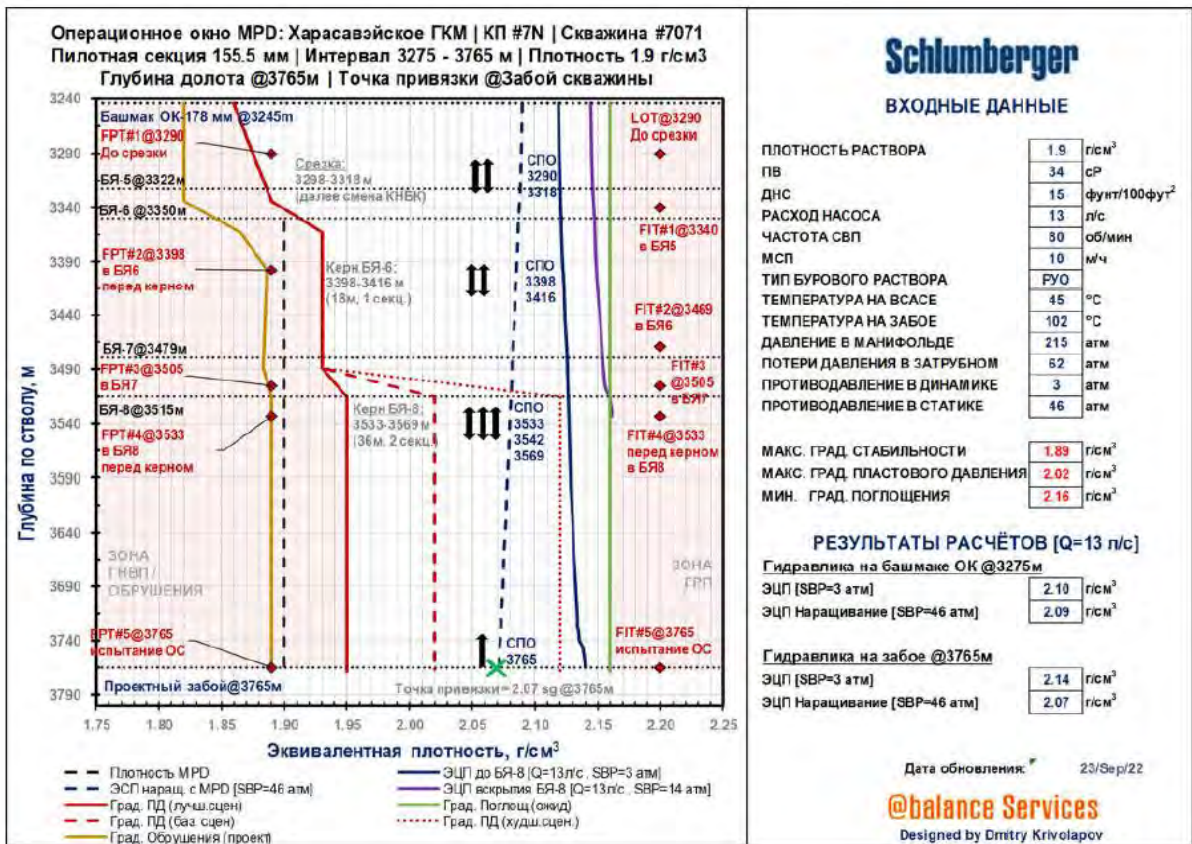 Операционное окно MPD: Харасавэйское ГКМ | КП #7N | Скважина #7071
Пилотная секция 155.5 мм | Интервал 3275 - 3765 м | Плотность 1.9 г/см3
Глубина долота @3765м | Точка привязки @Забой скважины
3240
3290
3340
3390
3440
3490
3540
3590
3640
3690
3740
3790
Глубина по стволу, м
Башмак ОК-178 мм @3245m
FPT#1@3290
До срезки
БЯ-5@3322м
БЯ-6 @3350м
FPT#2@3398
в БЯ6
перед керном
БЯ-7@3479м
FPT#3@3505
в БЯ7
БЯ-8@3515м
FPT#4@3533
в БЯ8
перед керном
ЗОНА
ГНВП /
ОБРУШЕНИЯ
FPT#5@3765
испытание ОС
Проектный забой@3765м
Срезка:
3298-3318 м
(далее смена КНБК)
Керн БЯ-6:
3398-3416 м
(18м, 1 секц.)
Керн БЯ-8:
3533-3569 м
(36м, 2 секц.)
СПО
3290
3318
СПО
3398
3416
СПО
3533
3542
3569
СПО
3765
Точка привязки = 2.07 sg @3765м
LOT@3290
До срезки
FIT#1@3340
в БЯ5
FIT#2@3469
в БЯ6
FIT#3
@3505
в БЯ7
FIT#4@3533
перед керном
в БЯ8
ЗОНА
ГРП
FIT#5@3765
испытание ОС
1.75 1.80 1.85 1.90 1.95 2.00 2.05 2.10 2.15 2.20 2.25
Эквивалентная плотность, г/см³
Плотность MPD
ЭСП наращ. с MPD [SBP=46 атм]
Град. ПД (лучш.сцен)
Град. ПД (баз. сцен)
Град. Обрушения (проект)
ЭЦП до БЯ-8 [Q=13л/с , SBP=3 атм]
ЭЦП вскрытия БЯ-8 [Q=13л/с , SBP=14 атм]
Град. Поглощ (ожид)
Град. ПД (худш.сцен.)
Schlumberger
ВХОДНЫЕ ДАННЫЕ
ПЛОТНОСТЬ РАСТВОРА 1.9 г/см³
ПВ 34 сР
ДНС 15 фунт/100фут²
РАСХОД НАСОСА 13 л/с
ЧАСТОТА СВП 80 об/мин
МСП 10 м/ч
ТИП БУРОВОГО РАСТВОРА РУО
ТЕМПЕРАТУРА НА ВСАСЕ 45 °C
ТЕМПЕРАТУРА НА ЗАБОЕ 102 °C
ДАВЛЕНИЕ В МАНИФОЛЬДЕ 215 атм
ПОТЕРИ ДАВЛЕНИЯ В ЗАТРУБНОМ 62 атм
ПРОТИВОДАВЛЕНИЕ В ДИНАМИКЕ 3 атм
ПРОТИВОДАВЛЕНИЕ В СТАТИКЕ 46 атм
МАКС. ГРАД. СТАБИЛЬНОСТИ 1.89 г/см³
МАКС. ГРАД. ПЛАСТОВОГО ДАВЛЕНИЯ 2.02 г/см³
МИН. ГРАД. ПОГЛОЩЕНИЯ 2.16 г/см³
РЕЗУЛЬТАТЫ РАСЧЁТОВ [Q=13 л/с]
Гидравлика на башмаке ОК @3275м
ЭЦП [SBP=3 атм] 2.10 г/см³
ЭЦП Наращивание [SBP=46 атм] 2.09 г/см³
Гидравлика на забое @3765м
ЭЦП [SBP=3 атм] 2.14 г/см³
ЭЦП Наращивание [SBP=46 атм] 2.07 г/см³
Дата обновления: 23/Sep/22
@balance Services
Designed by Dmitry Krivolapov